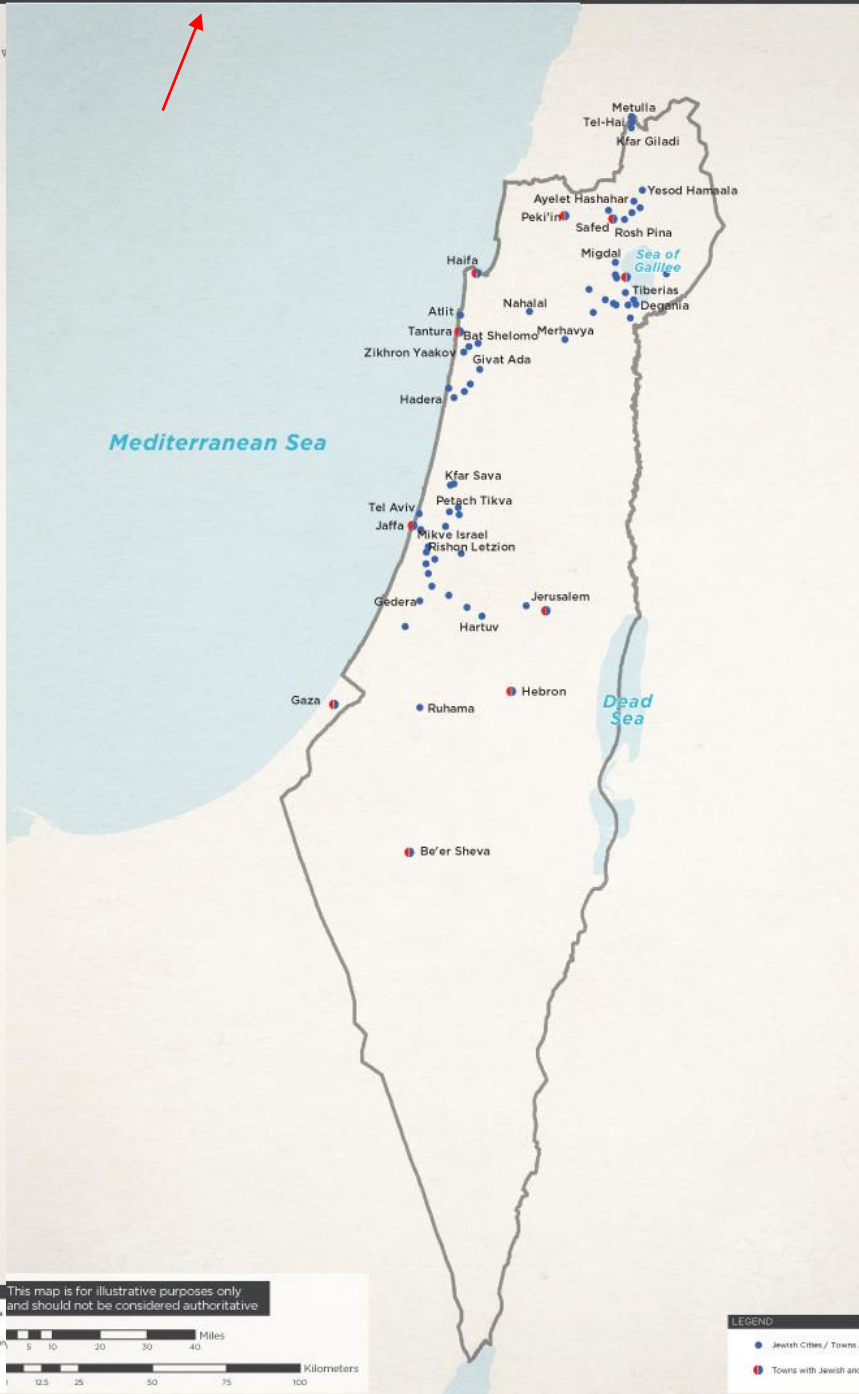 Metulla
Tel-Hai
Kfar Giladi
Yesod Hamaala
Ayelet Hashahar
Peki'in
Safed
Rosh Pina
Migdal
Sea of
Galilee
Haifa
Tiberias
Nahalal
Degania
Atlit
Tantura
Bat Shelomo
Merhavya
Zikhron Yaakov
Givat Ada
Hadera
Mediterranean Sea
Kfar Sava
Petach Tikva
Tel Aviv
Jaffa
Mikve Israel
Rishon Letzion
Jerusalem
Gedera
Hartuv
Hebron
Gaza
Dead
Sea
Ruhama
Be'er Sheva
This map is for illustrative purposes only
and should not be considered authoritative
5 10 20 30 40 Miles
12.5 25 50 75 100 Kilometers
LEGEND
Jewish Cities / Towns
Towns with Jewish and